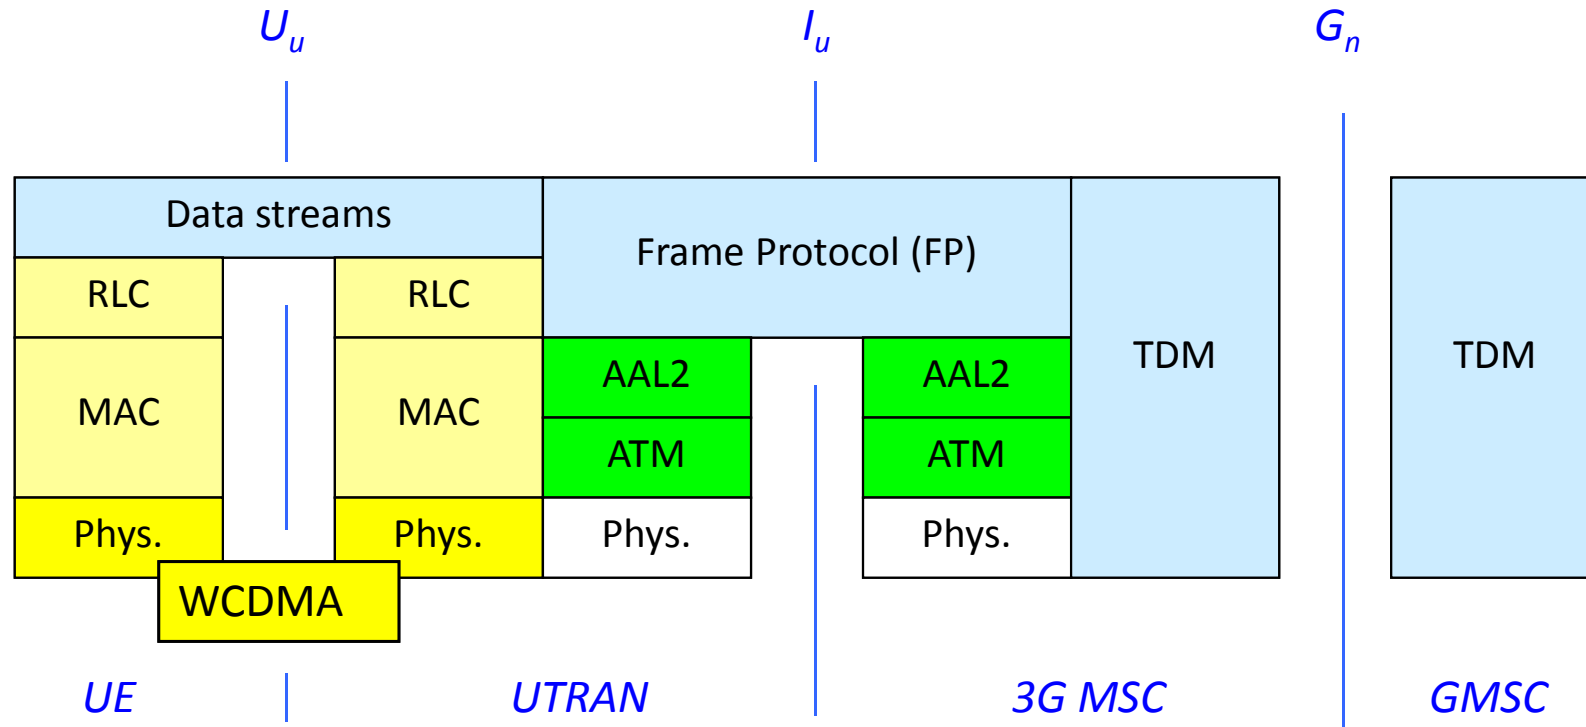 Uu
Iu
Gn
Data streams
Frame Protocol (FP)
RLC
RLC
TDM
TDM
AAL2
AAL2
MAC
MAC
ATM
ATM
Phys.
Phys.
Phys.
Phys.
WCDMA
UE
UTRAN
3G MSC
GMSC